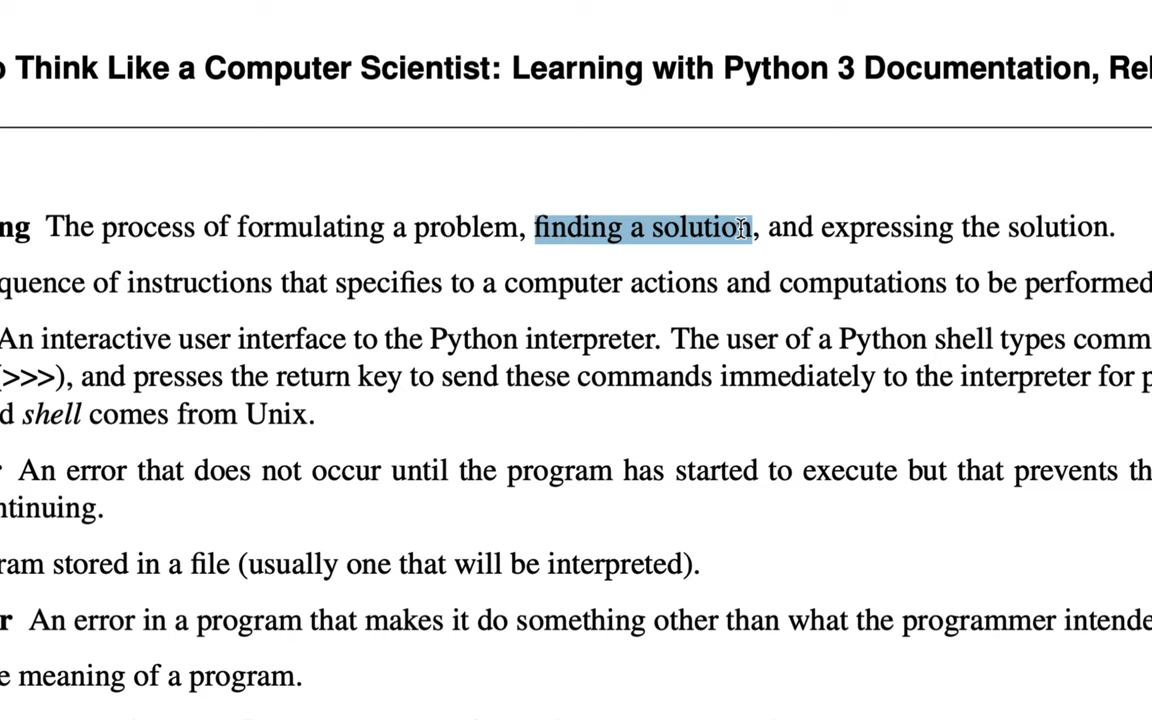 o Think Like a Computer Scientist: Learning with Python 3 Documentation, Rel
ng The process of formulating a problem, finding a solution, and expressing the solution.
quence of instructions that specifies to a computer actions and computations to be performed
An interactive user interface to the Python interpreter. The user of a Python shell types comm
(>>>), and presses the return key to send these commands immediately to the interpreter for p
d shell comes from Unix.
r An error that does not occur until the program has started to execute but that prevents th
ntinuing.
ram stored in a file (usually one that will be interpreted).
r An error in a program that makes it do something other than what the programmer intende
e meaning of a program.